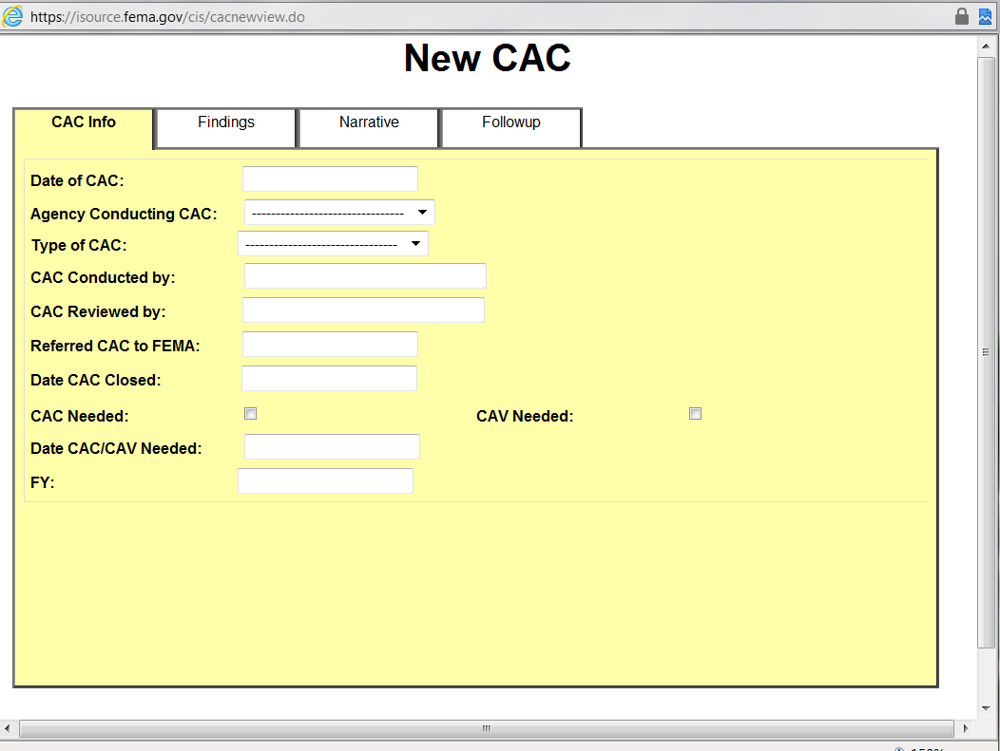 https://isource.fema.gov/cis/cacnewview.do
New CAC
CAC Info Findings Narrative Followup
Date of CAC:
Agency Conducting CAC: --------------------------------
Type of CAC: --------------------------------
CAC Conducted by:
CAC Reviewed by:
Referred CAC to FEMA:
Date CAC Closed:
CAC Needed: CAV Needed:
Date CAC/CAV Needed:
FY: